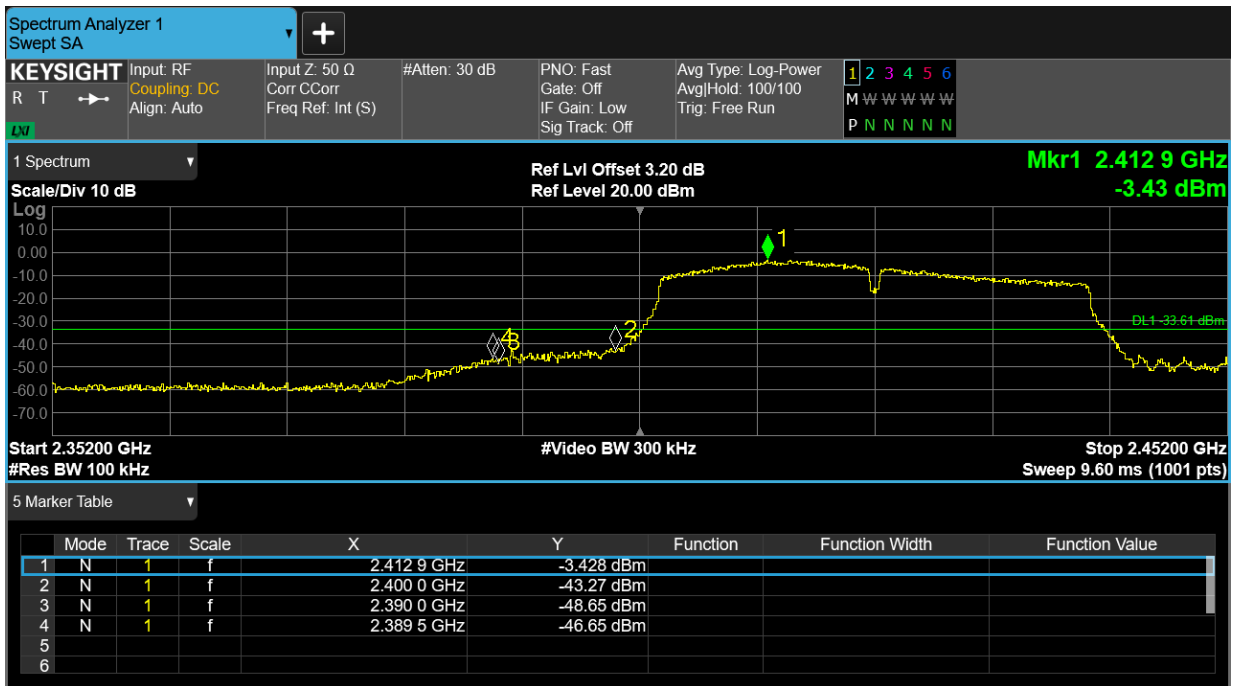 Spectrum Analyzer 1
Swept SA
KEYSIGHT
R T
LXI
Input: RF
Coupling: DC
Align: Auto
Input Z: 50 Ω
Corr CCorr
Freq Ref: Int (S)
#Atten: 30 dB
PNO: Fast
Gate: Off
IF Gain: Low
Sig Track: Off
Avg Type: Log-Power
Avg|Hold: 100/100
Trig: Free Run
1 2 3 4 5 6
M W W W W W
P N N N N N
1 Spectrum
Ref Lvl Offset 3.20 dB
Mkr1 2.412 9 GHz
Scale/Div 10 dB
Ref Level 20.00 dBm
-3.43 dBm
Log
10.0
0.00
-10.0
-20.0
-30.0
-40.0
-50.0
-60.0
-70.0
1
2
4
3
DL1 -33.61 dBm
Start 2.35200 GHz
#Video BW 300 kHz
Stop 2.45200 GHz
#Res BW 100 kHz
Sweep 9.60 ms (1001 pts)
5 Marker Table
Mode Trace Scale X Y Function Function Width Function Value
1 N 1 f 2.412 9 GHz -3.428 dBm
2 N 1 f 2.400 0 GHz -43.27 dBm
3 N 1 f 2.390 0 GHz -48.65 dBm
4 N 1 f 2.389 5 GHz -46.65 dBm
5
6